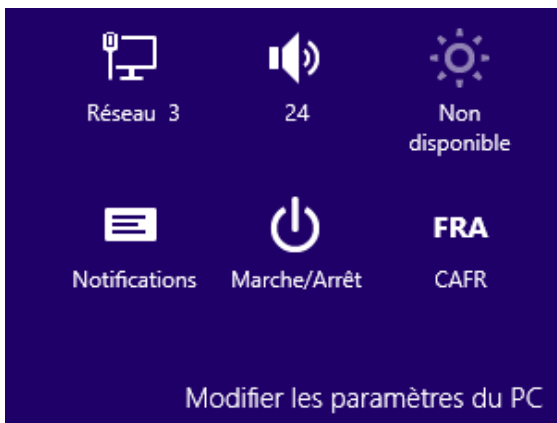 Réseau 3
24
Non
disponible
Notifications
Marche/Arrêt
FRA
CAFR
Modifier les paramètres du PC